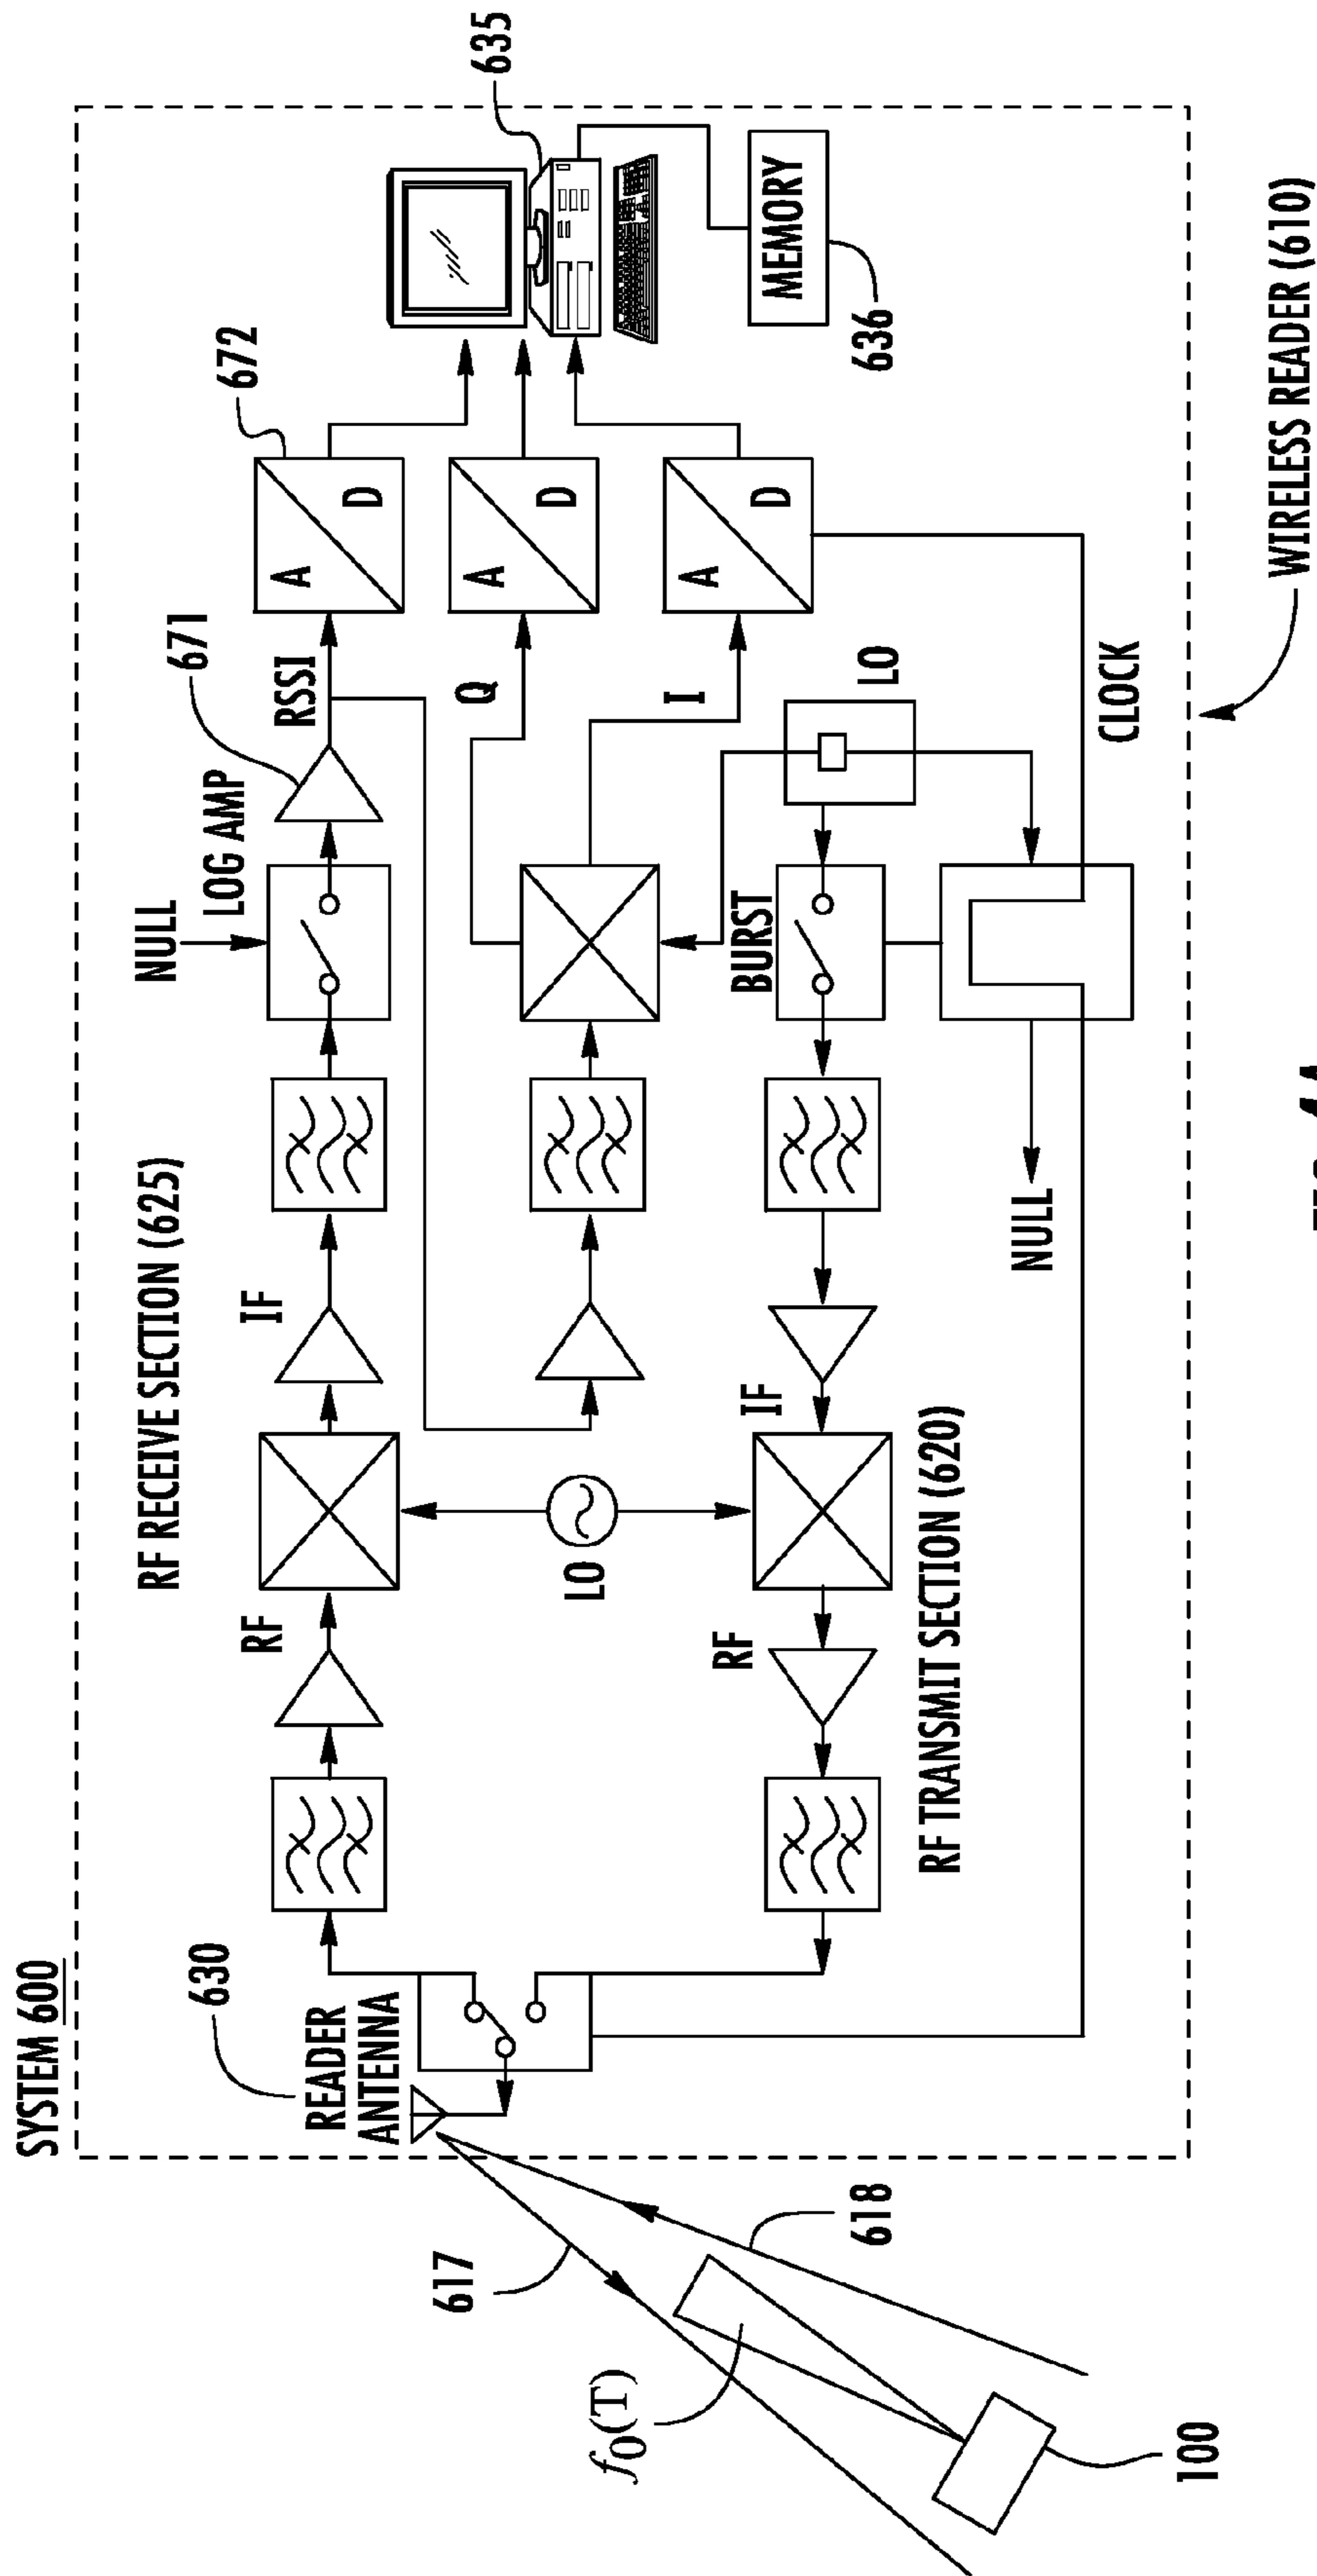 SYSTEM 600
630
READER
ANTENNA
RF RECEIVE SECTION (625)
RF
IF
NULL
LOG AMP
671
RSSI
672
A
D
635
Q
A
D
I
A
D
MEMORY
636
LO
IF
RF
BURST
LO
RF TRANSMIT SECTION (620)
NULL
CLOCK
617
618
f0(T)
100
WIRELESS READER (610)